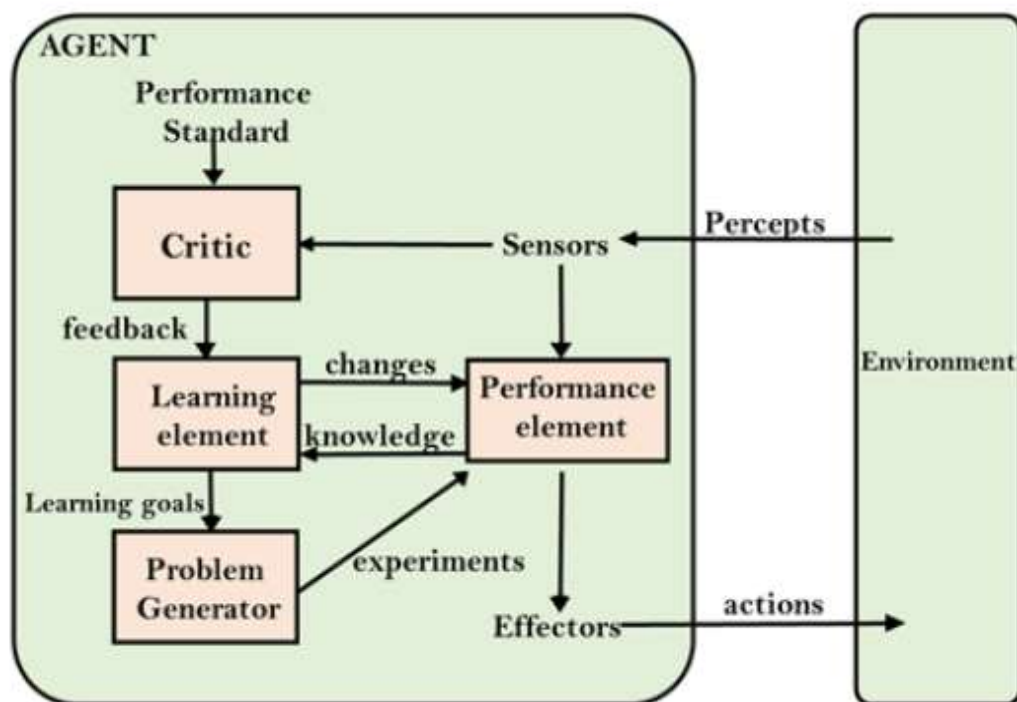 AGENT
Performance
Standard
Critic
Sensors
Percepts
feedback
changes
Environment
Learning
element
Performance
element
knowledge
Learning goals
Problem
Generator
experiments
Effectors
actions